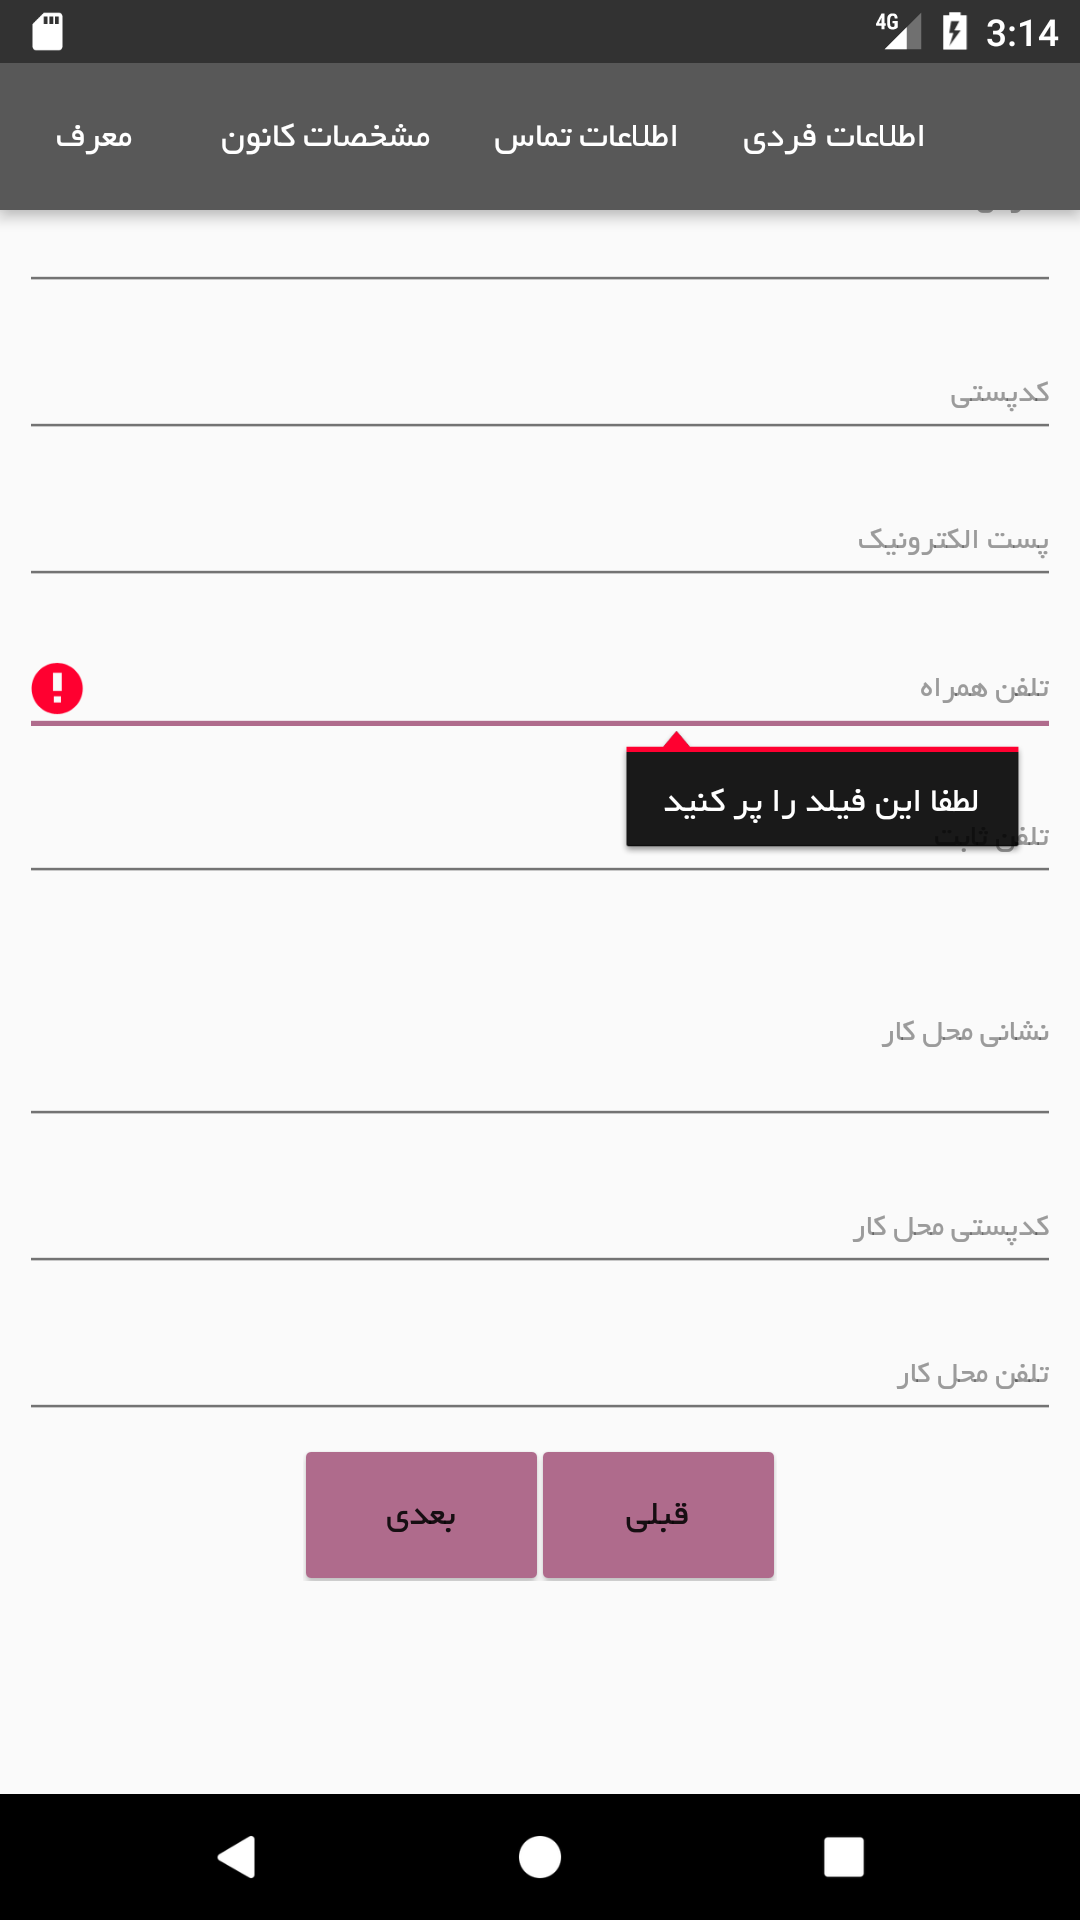 4G 3:14
اطلاعات فردی
اطلاعات تماس
مشخصات کانون
معرف
کدپستی
پست الکترونیک
تلفن همراه
لطفا این فیلد را پر کنید
تلفن ثابت
نشانی محل کار
کدپستی محل کار
تلفن محل کار
قبلی
بعدی